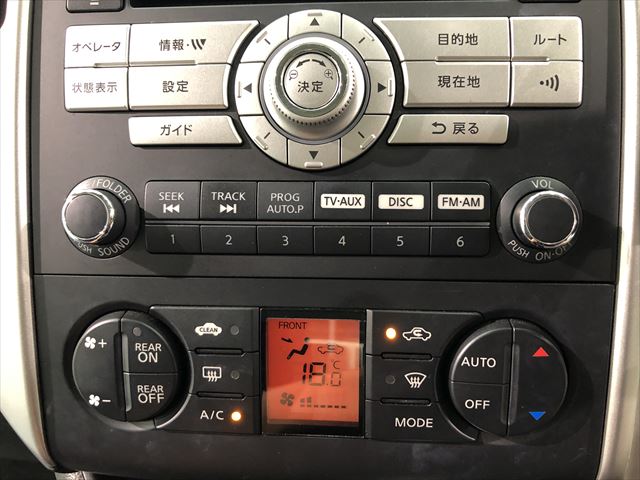 オペレータ
情報・
目的地
ルート
状態表示
設定
決定
現在地
ガイド
戻る
/FOLDER
PUSH SOUND
SEEK
TRACK
PROG
AUTO.P
TV・AUX
DISC
FM・AM
VOL
PUSH ON・OFF
1
2
3
4
5
6
REAR
ON
REAR
OFF
CLEAN
A/C
FRONT
18.0
°C
AUTO
OFF
MODE